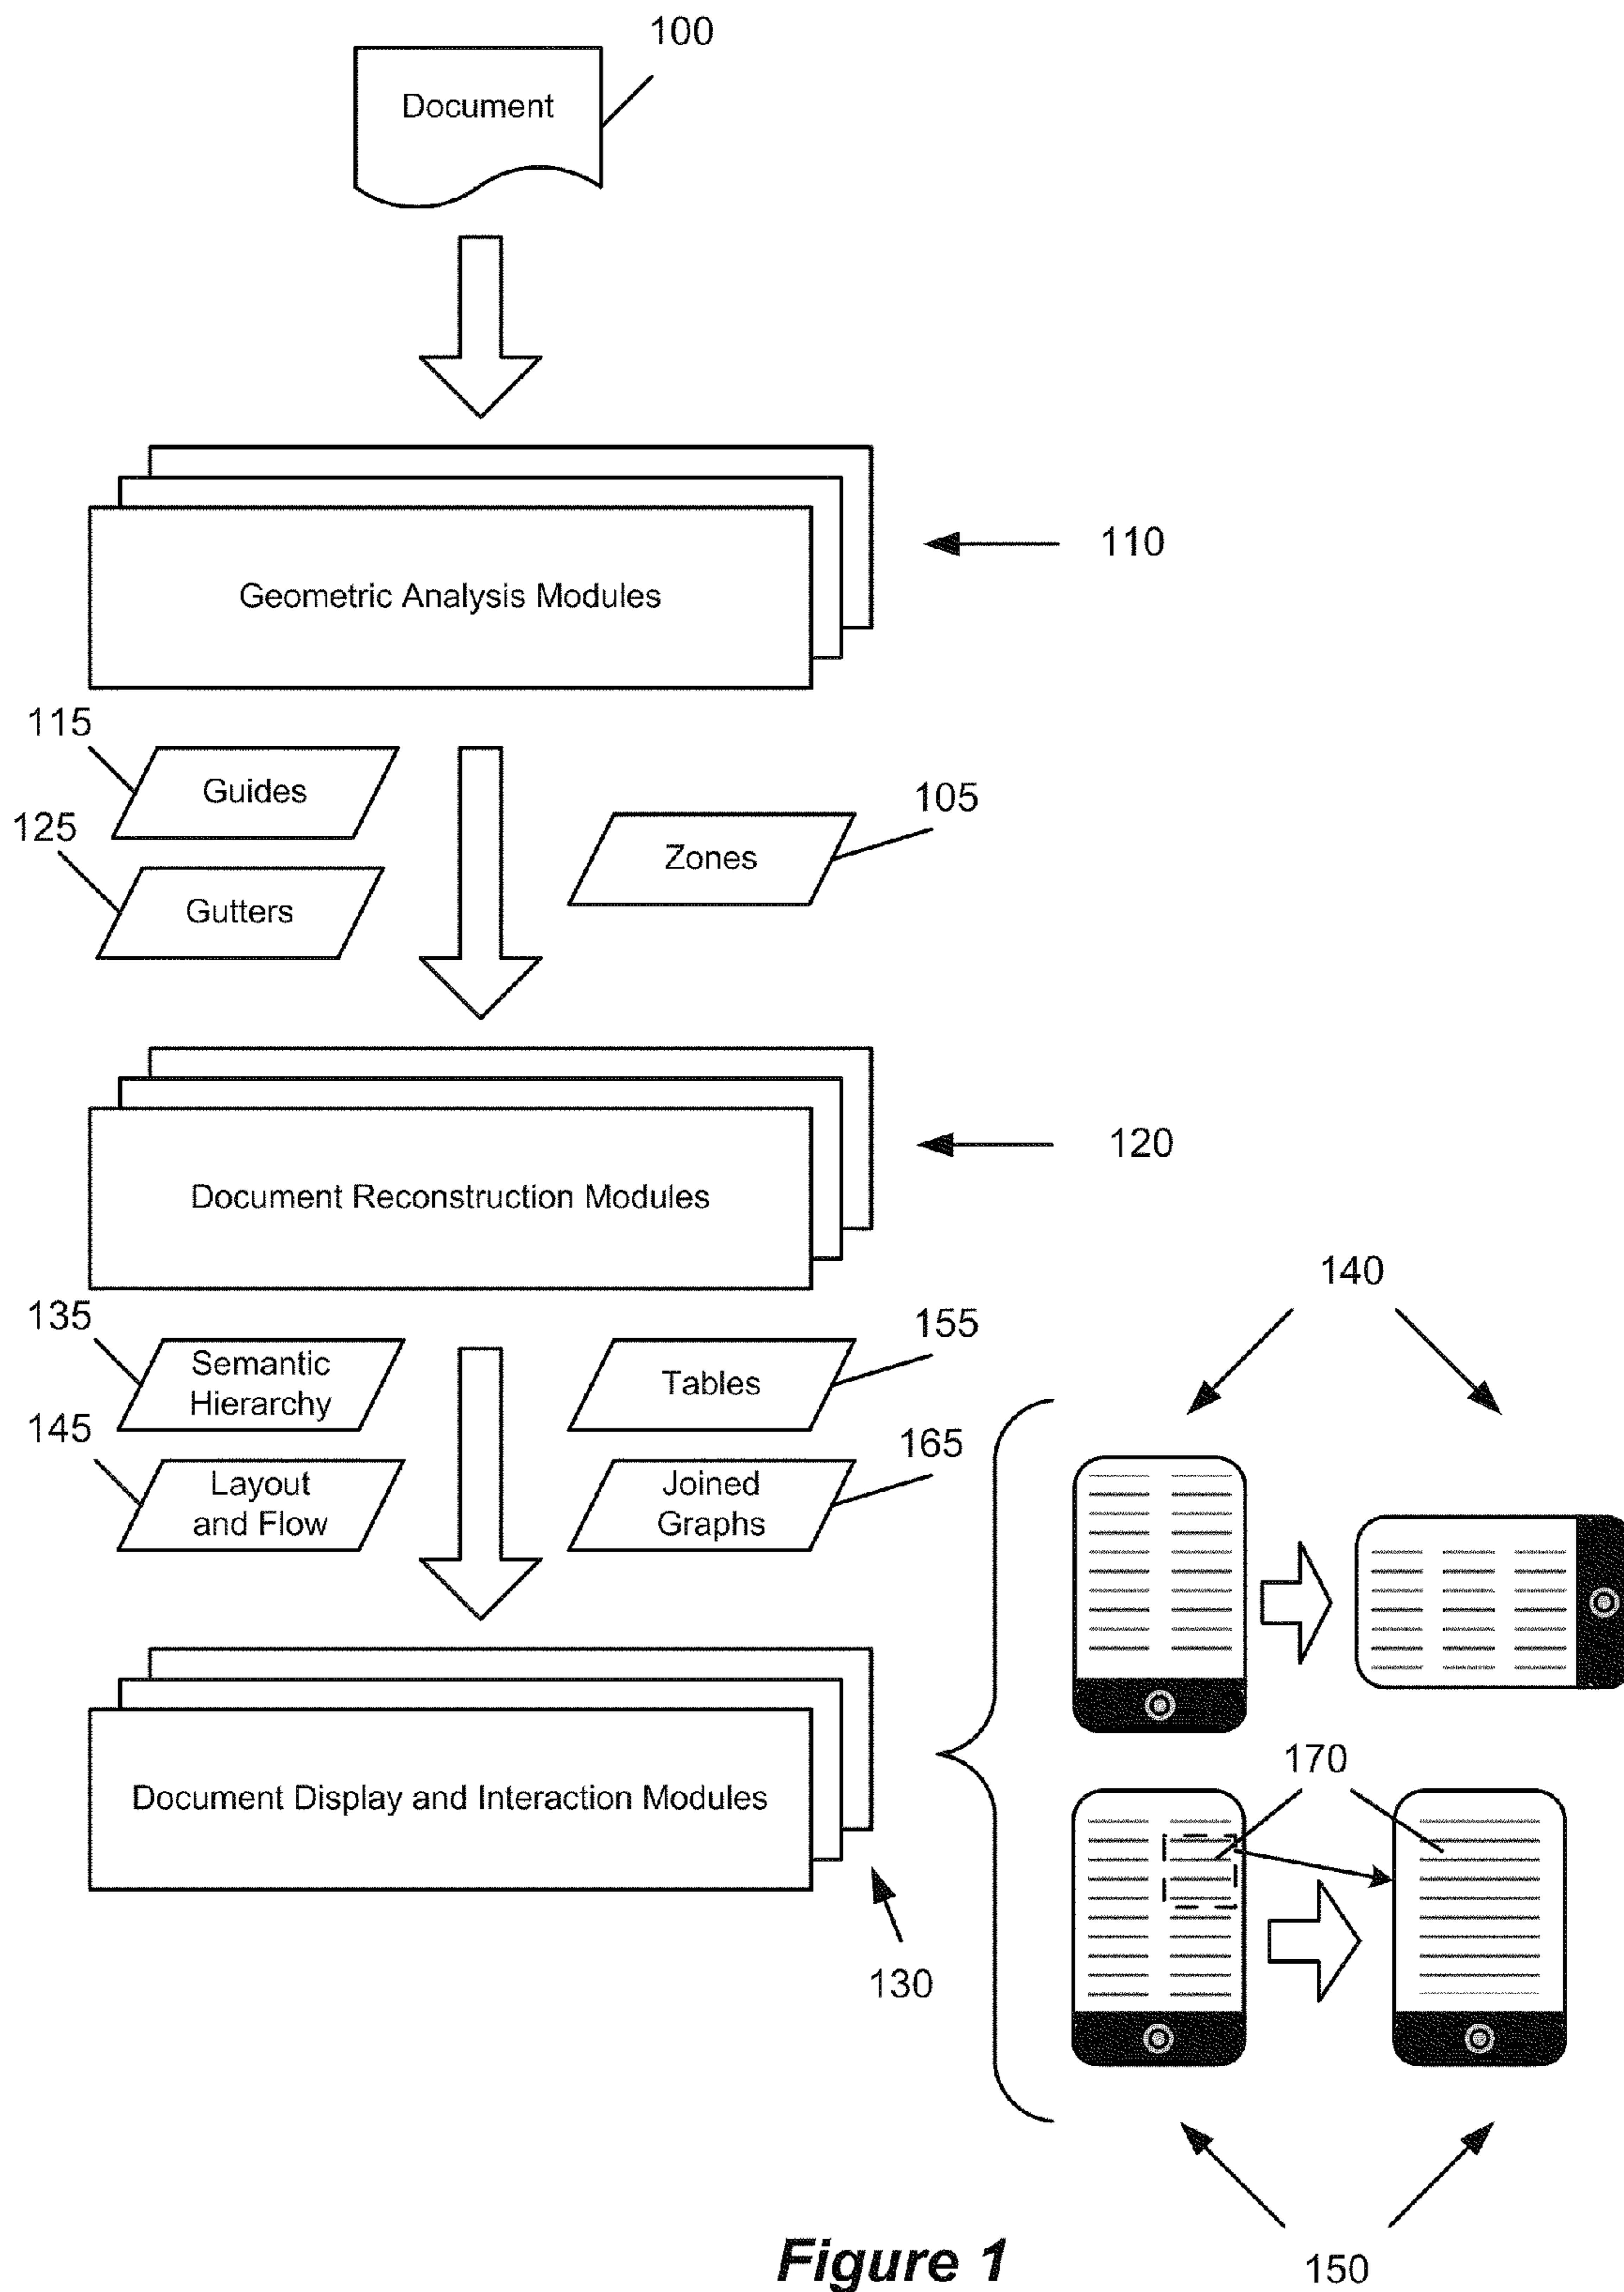 100
Document
110
Geometric Analysis Modules
115
Guides
105
Zones
125
Gutters
120
Document Reconstruction Modules
140
135
Semantic
Hierarchy
155
Tables
145
Layout
and Flow
165
Joined
Graphs
170
Document Display and Interaction Modules
130
150
Figure 1